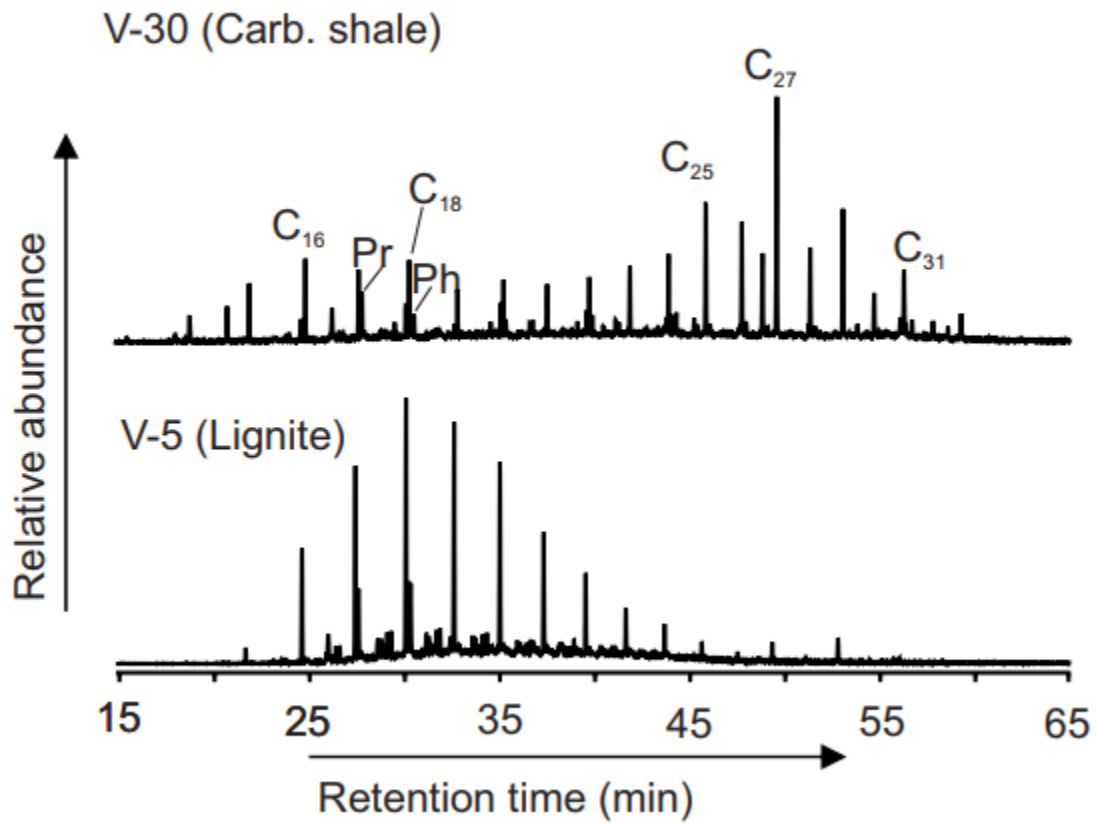 V-30 (Carb. shale)
C27
C25
C18
C16
Pr
Ph
C31
Relative abundance
V-5 (Lignite)
15 25 35 45 55 65
Retention time (min)